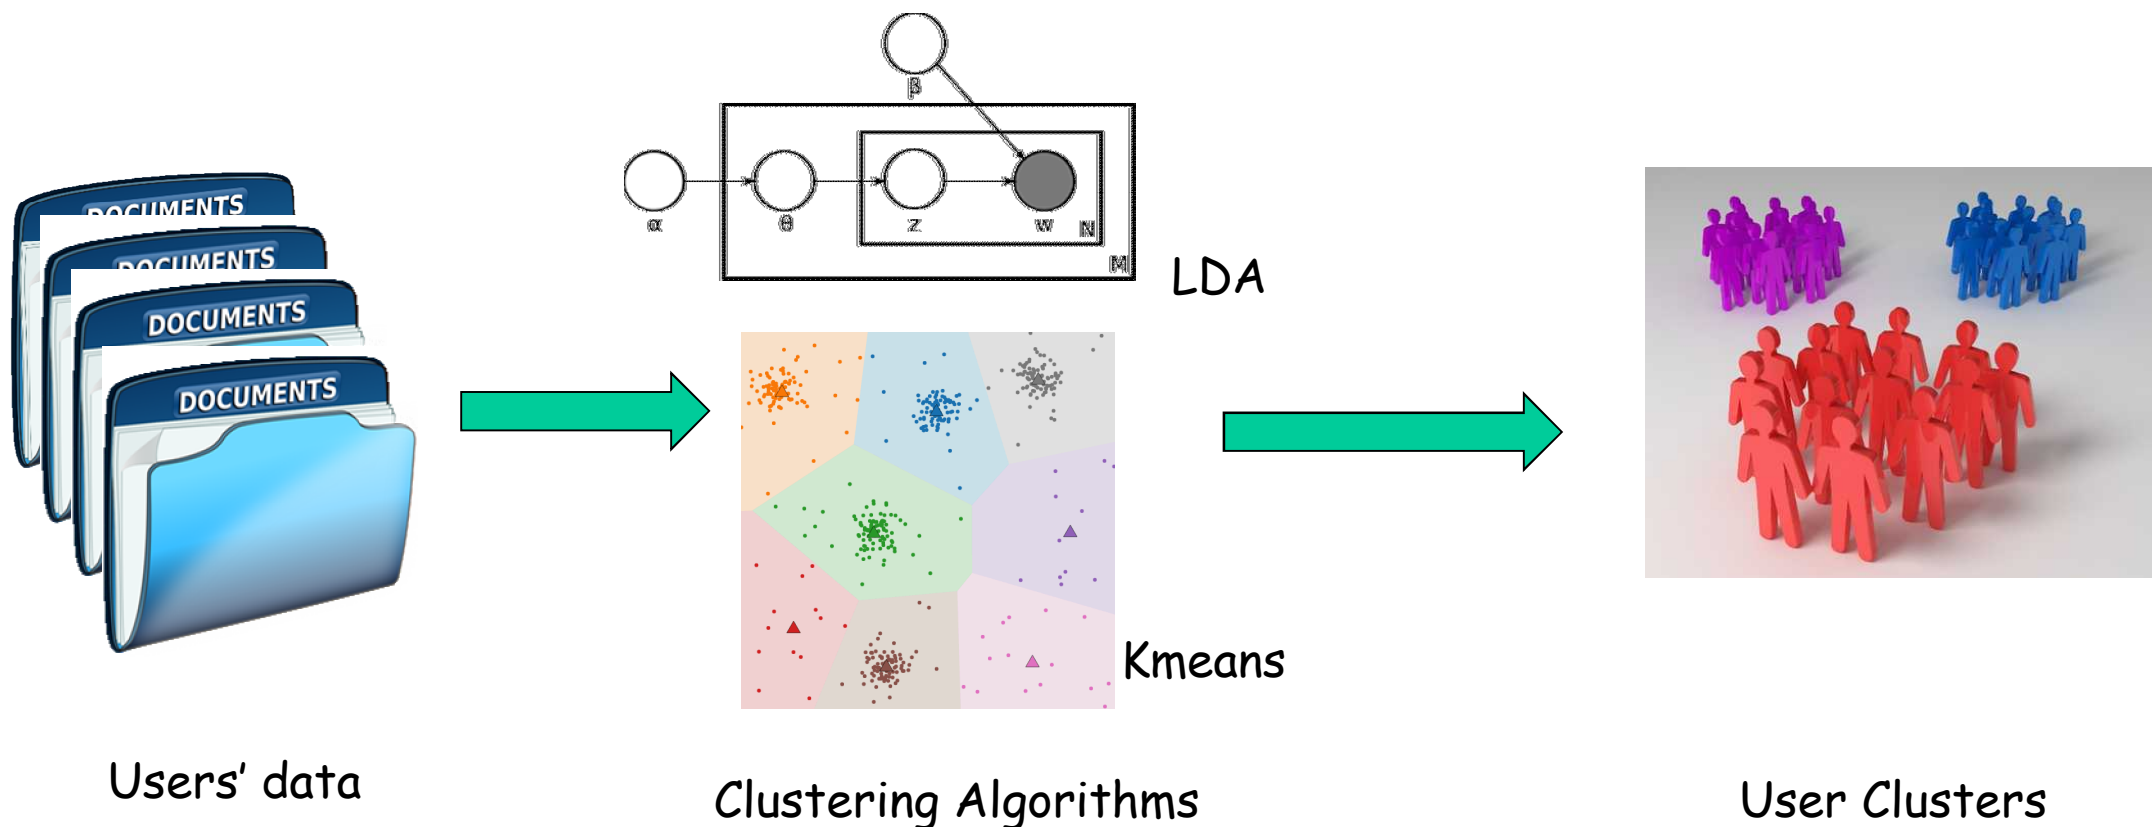 DOCUMENTS
DOCUMENTS
DOCUMENTS
DOCUMENTS
Users' data
β
α
θ
z
w
N
M
LDA
Kmeans
Clustering Algorithms
User Clusters